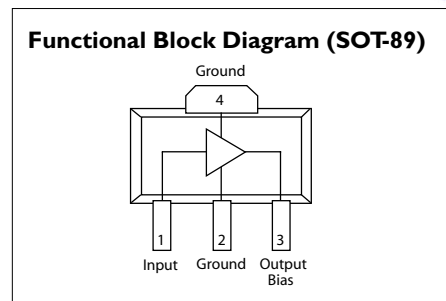 Functional Block Diagram (SOT-89)
Ground
4
1 2 3
Input Ground Output
Bias